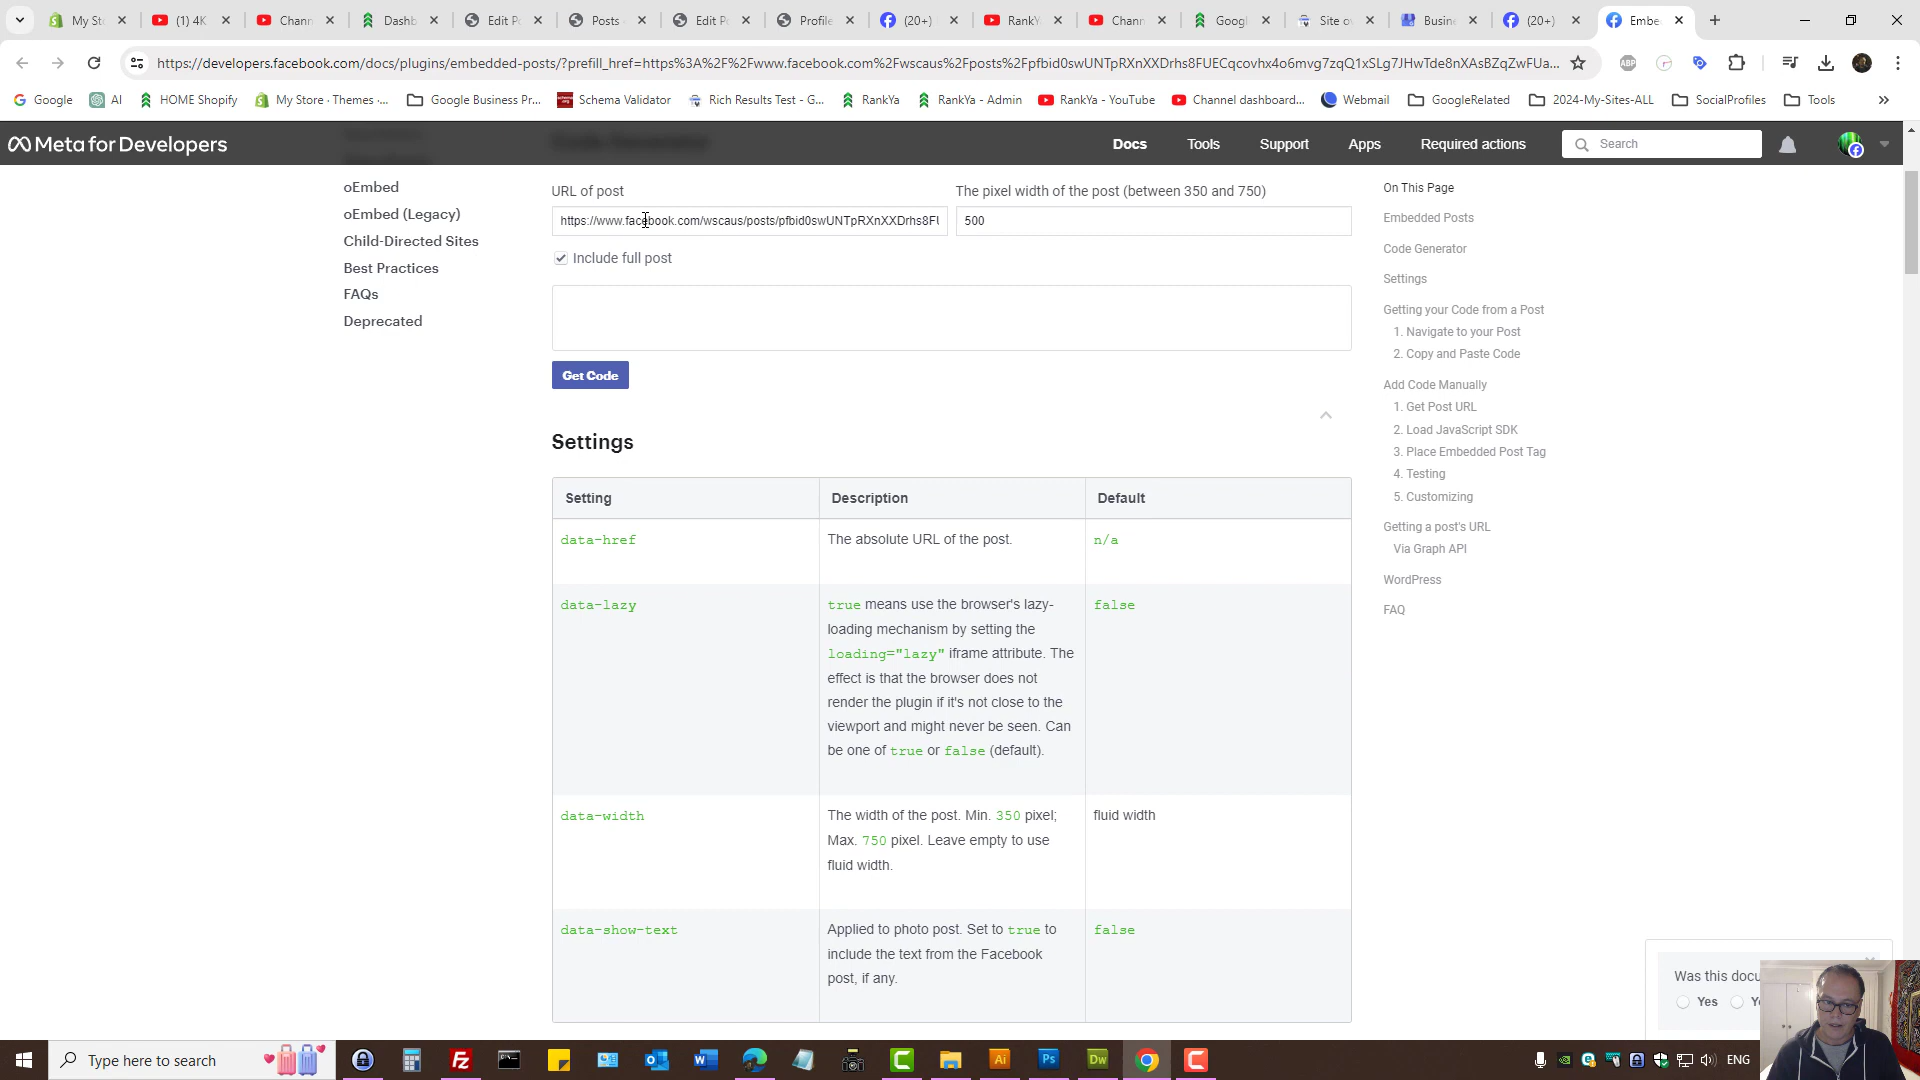 My Sto
(1) 4K
Chann
Dashb
Edit Po
Posts
Edit Po
Profile
(20+)
RankY
Chann
Googl
Site ov
Busine
(20+)
Embe
https://developers.facebook.com/docs/plugins/embedded-posts/?prefill_href=https%3A%2F%2Fwww.facebook.com%2Fwscaus%2Fposts%2Fpfbid0swUNTpRXnXXDrhs8FUECqcovhx4o6mvg7zqQ1xSLg7JHwTde8nXAsBZqZwFUa...
ABP
Google
AI
HOME Shopify
My Store · Themes ·...
Google Business Pr...
Schema Validator
Rich Results Test - G...
RankYa
RankYa - Admin
RankYa - YouTube
Channel dashboard...
Webmail
GoogleRelated
2024-My-Sites-ALL
SocialProfiles
Tools
»
Meta for Developers
Docs
Tools
Support
Apps
Required actions
Search
Code Generator
oEmbed
oEmbed (Legacy)
Child-Directed Sites
Best Practices
FAQs
Deprecated
URL of post
The pixel width of the post (between 350 and 750)
https://www.facebook.com/wscaus/posts/pfbid0swUNTpRXnXXDrhs8FU
500
Include full post
Get Code
Settings
Setting Description Default
data-href The absolute URL of the post. n/a
data-lazy true means use the browser's lazy- false
loading mechanism by setting the
loading="lazy" iframe attribute. The
effect is that the browser does not
render the plugin if it's not close to the
viewport and might never be seen. Can
be one of true or false (default).
data-width The width of the post. Min. 350 pixel; fluid width
Max. 750 pixel. Leave empty to use
fluid width.
data-show-text Applied to photo post. Set to true to false
include the text from the Facebook
post, if any.
On This Page
Embedded Posts
Code Generator
Settings
Getting your Code from a Post
1. Navigate to your Post
2. Copy and Paste Code
Add Code Manually
1. Get Post URL
2. Load JavaScript SDK
3. Place Embedded Post Tag
4. Testing
5. Customizing
Getting a post's URL
Via Graph API
WordPress
FAQ
Was this docu
Yes
Type here to search
Fz
Ai
Ps
Dw
ENG